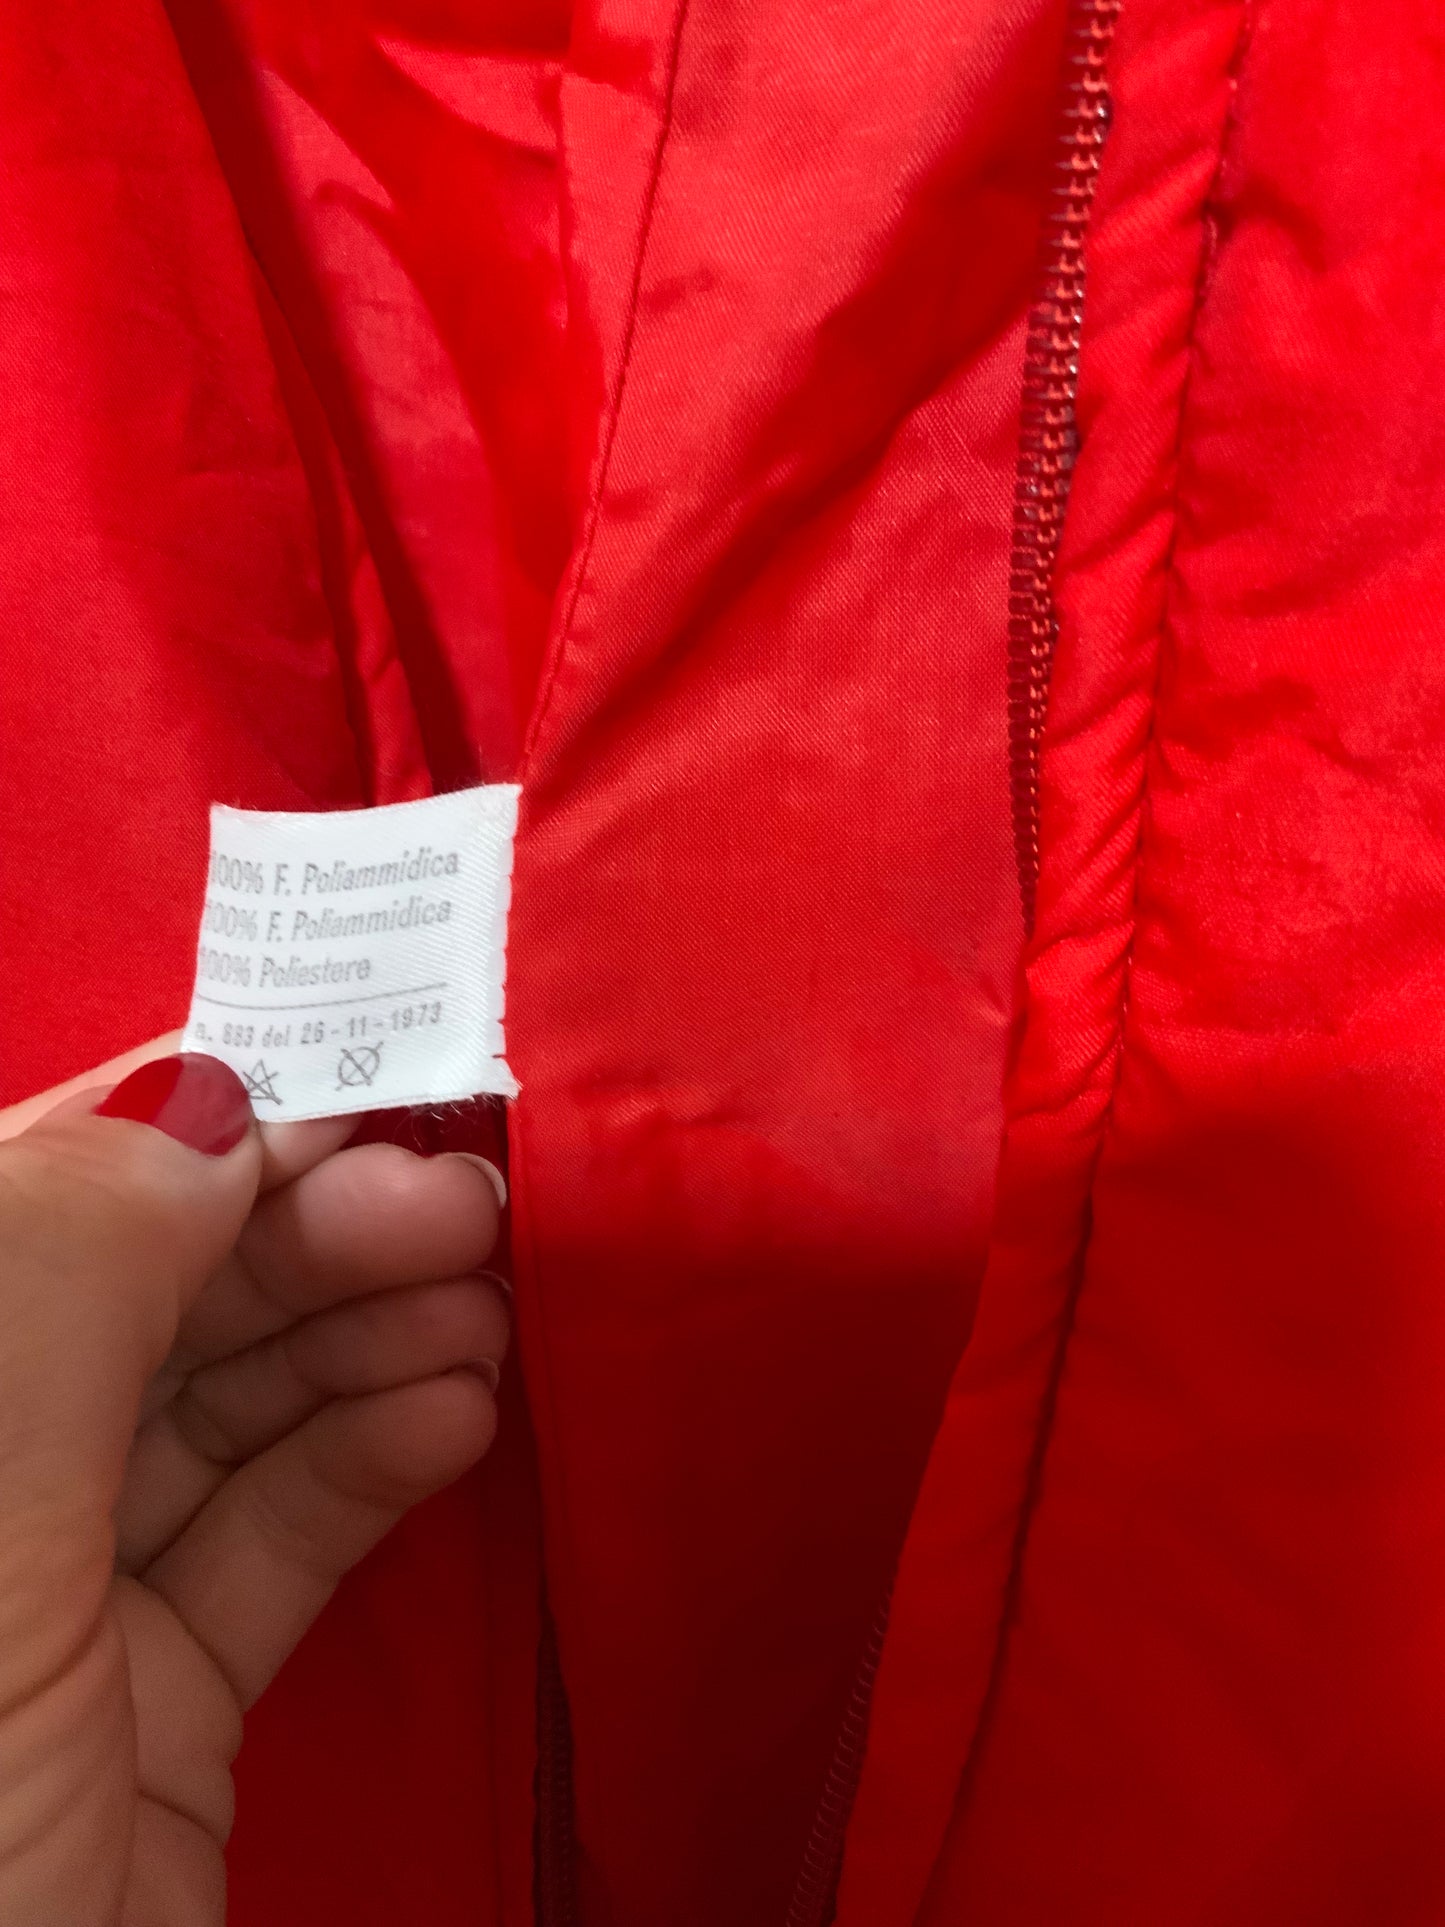 100% F. Poliammidica
100% F. Poliammidica
100% Poliestere
n. 883 del 26-11-1973